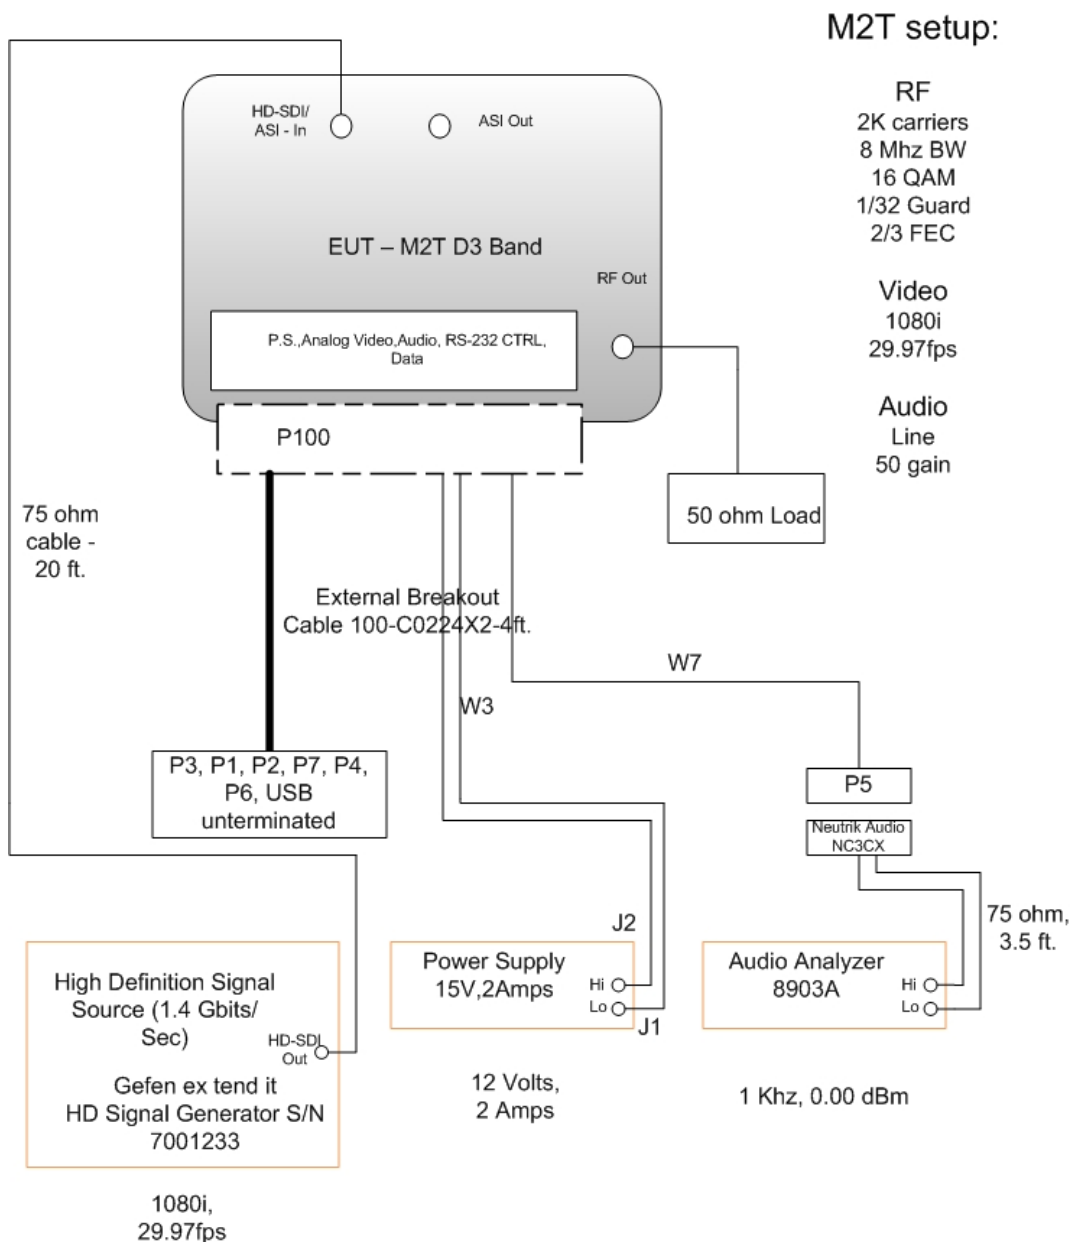 M2T setup:
RF
2K carriers
8 Mhz BW
16 QAM
1/32 Guard
2/3 FEC
Video
1080i
29.97fps
Audio
Line
50 gain
HD-SDI/
ASI - In
ASI Out
EUT – M2T D3 Band
RF Out
P.S.,Analog Video,Audio, RS-232 CTRL,
Data
P100
50 ohm Load
75 ohm
cable -
20 ft.
External Breakout
Cable 100-C0224X2-4ft.
W7
W3
P3, P1, P2, P7, P4,
P6, USB
unterminated
P5
Neutrik Audio
NC3CX
75 ohm,
3.5 ft.
J2
High Definition Signal
Source (1.4 Gbits/
Sec)
HD-SDI
Out
Gefen ex tend it
HD Signal Generator S/N
7001233
Power Supply
15V,2Amps
Hi
Lo
J1
Audio Analyzer
8903A
Hi
Lo
12 Volts,
2 Amps
1 Khz, 0.00 dBm
1080i,
29.97fps